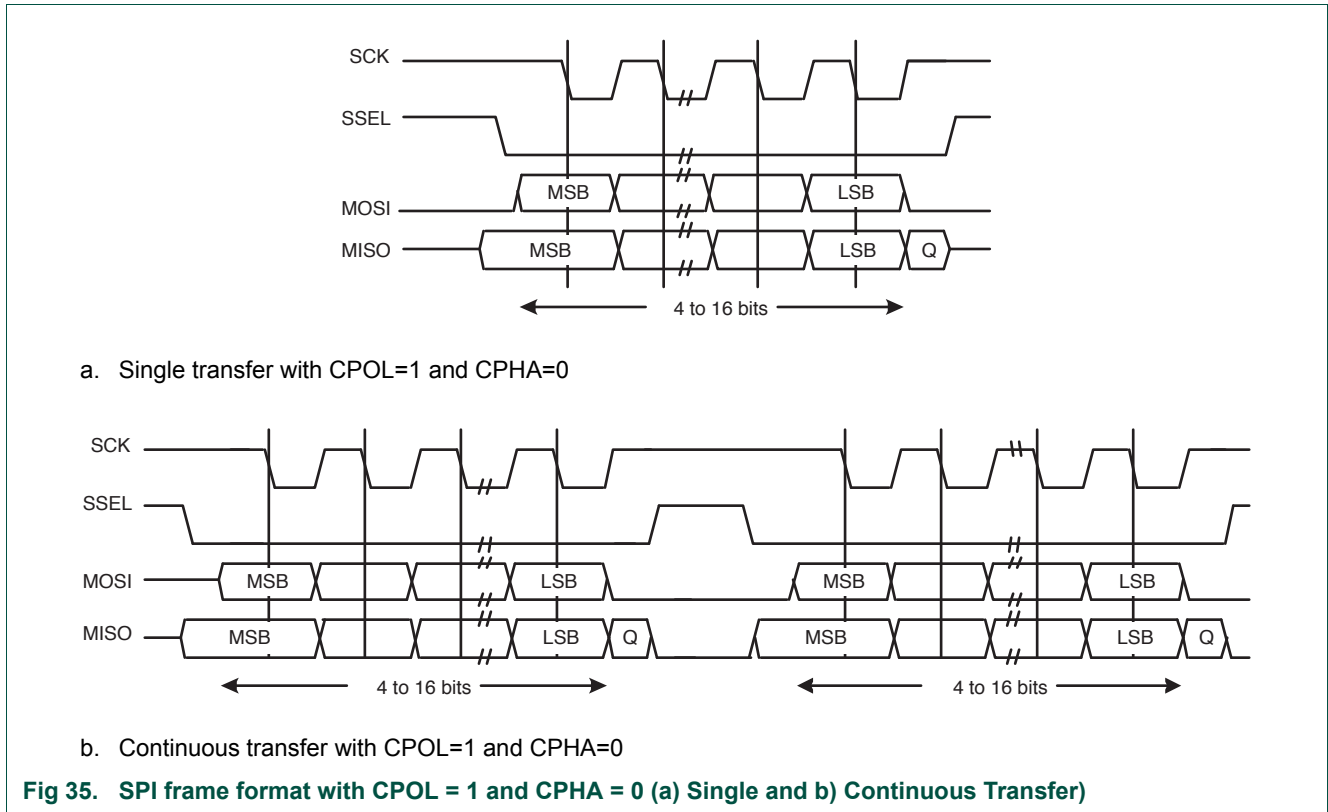 SCK
SSEL
MOSI MSB LSB
MISO MSB LSB Q
4 to 16 bits
a. Single transfer with CPOL=1 and CPHA=0
SCK
SSEL
MOSI MSB LSB MSB LSB
MISO MSB LSB Q MSB LSB Q
4 to 16 bits 4 to 16 bits
b. Continuous transfer with CPOL=1 and CPHA=0
Fig 35. SPI frame format with CPOL = 1 and CPHA = 0 (a) Single and b) Continuous Transfer)